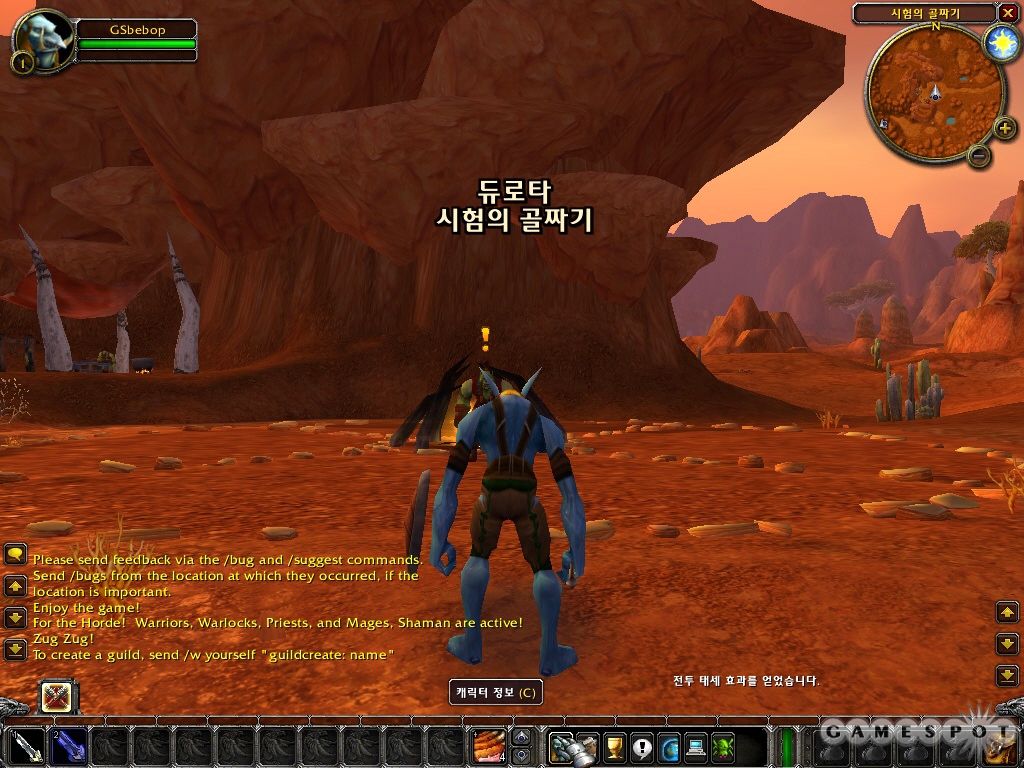 GSbebop
1
시험의 골짜기
N
듀로타
시험의 골짜기
Please send feedback via the /bug and /suggest commands.
Send /bugs from the location at which they occurred, if the
location is important.
Enjoy the game!
For the Horde!  Warriors, Warlocks, Priests, and Mages, Shaman are active!
Zug Zug!
To create a guild, send /w yourself "guildcreate: name"
전투 태세 효과를 얻었습니다.
캐릭터 정보 (C)
2
4
GAMESPOT